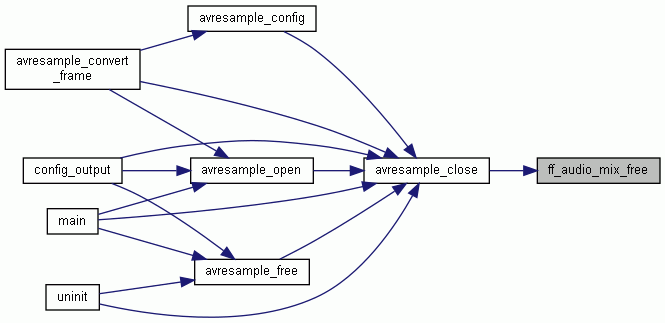 avresample_config
avresample_convert
_frame
config_output
avresample_open
avresample_close
ff_audio_mix_free
main
avresample_free
uninit